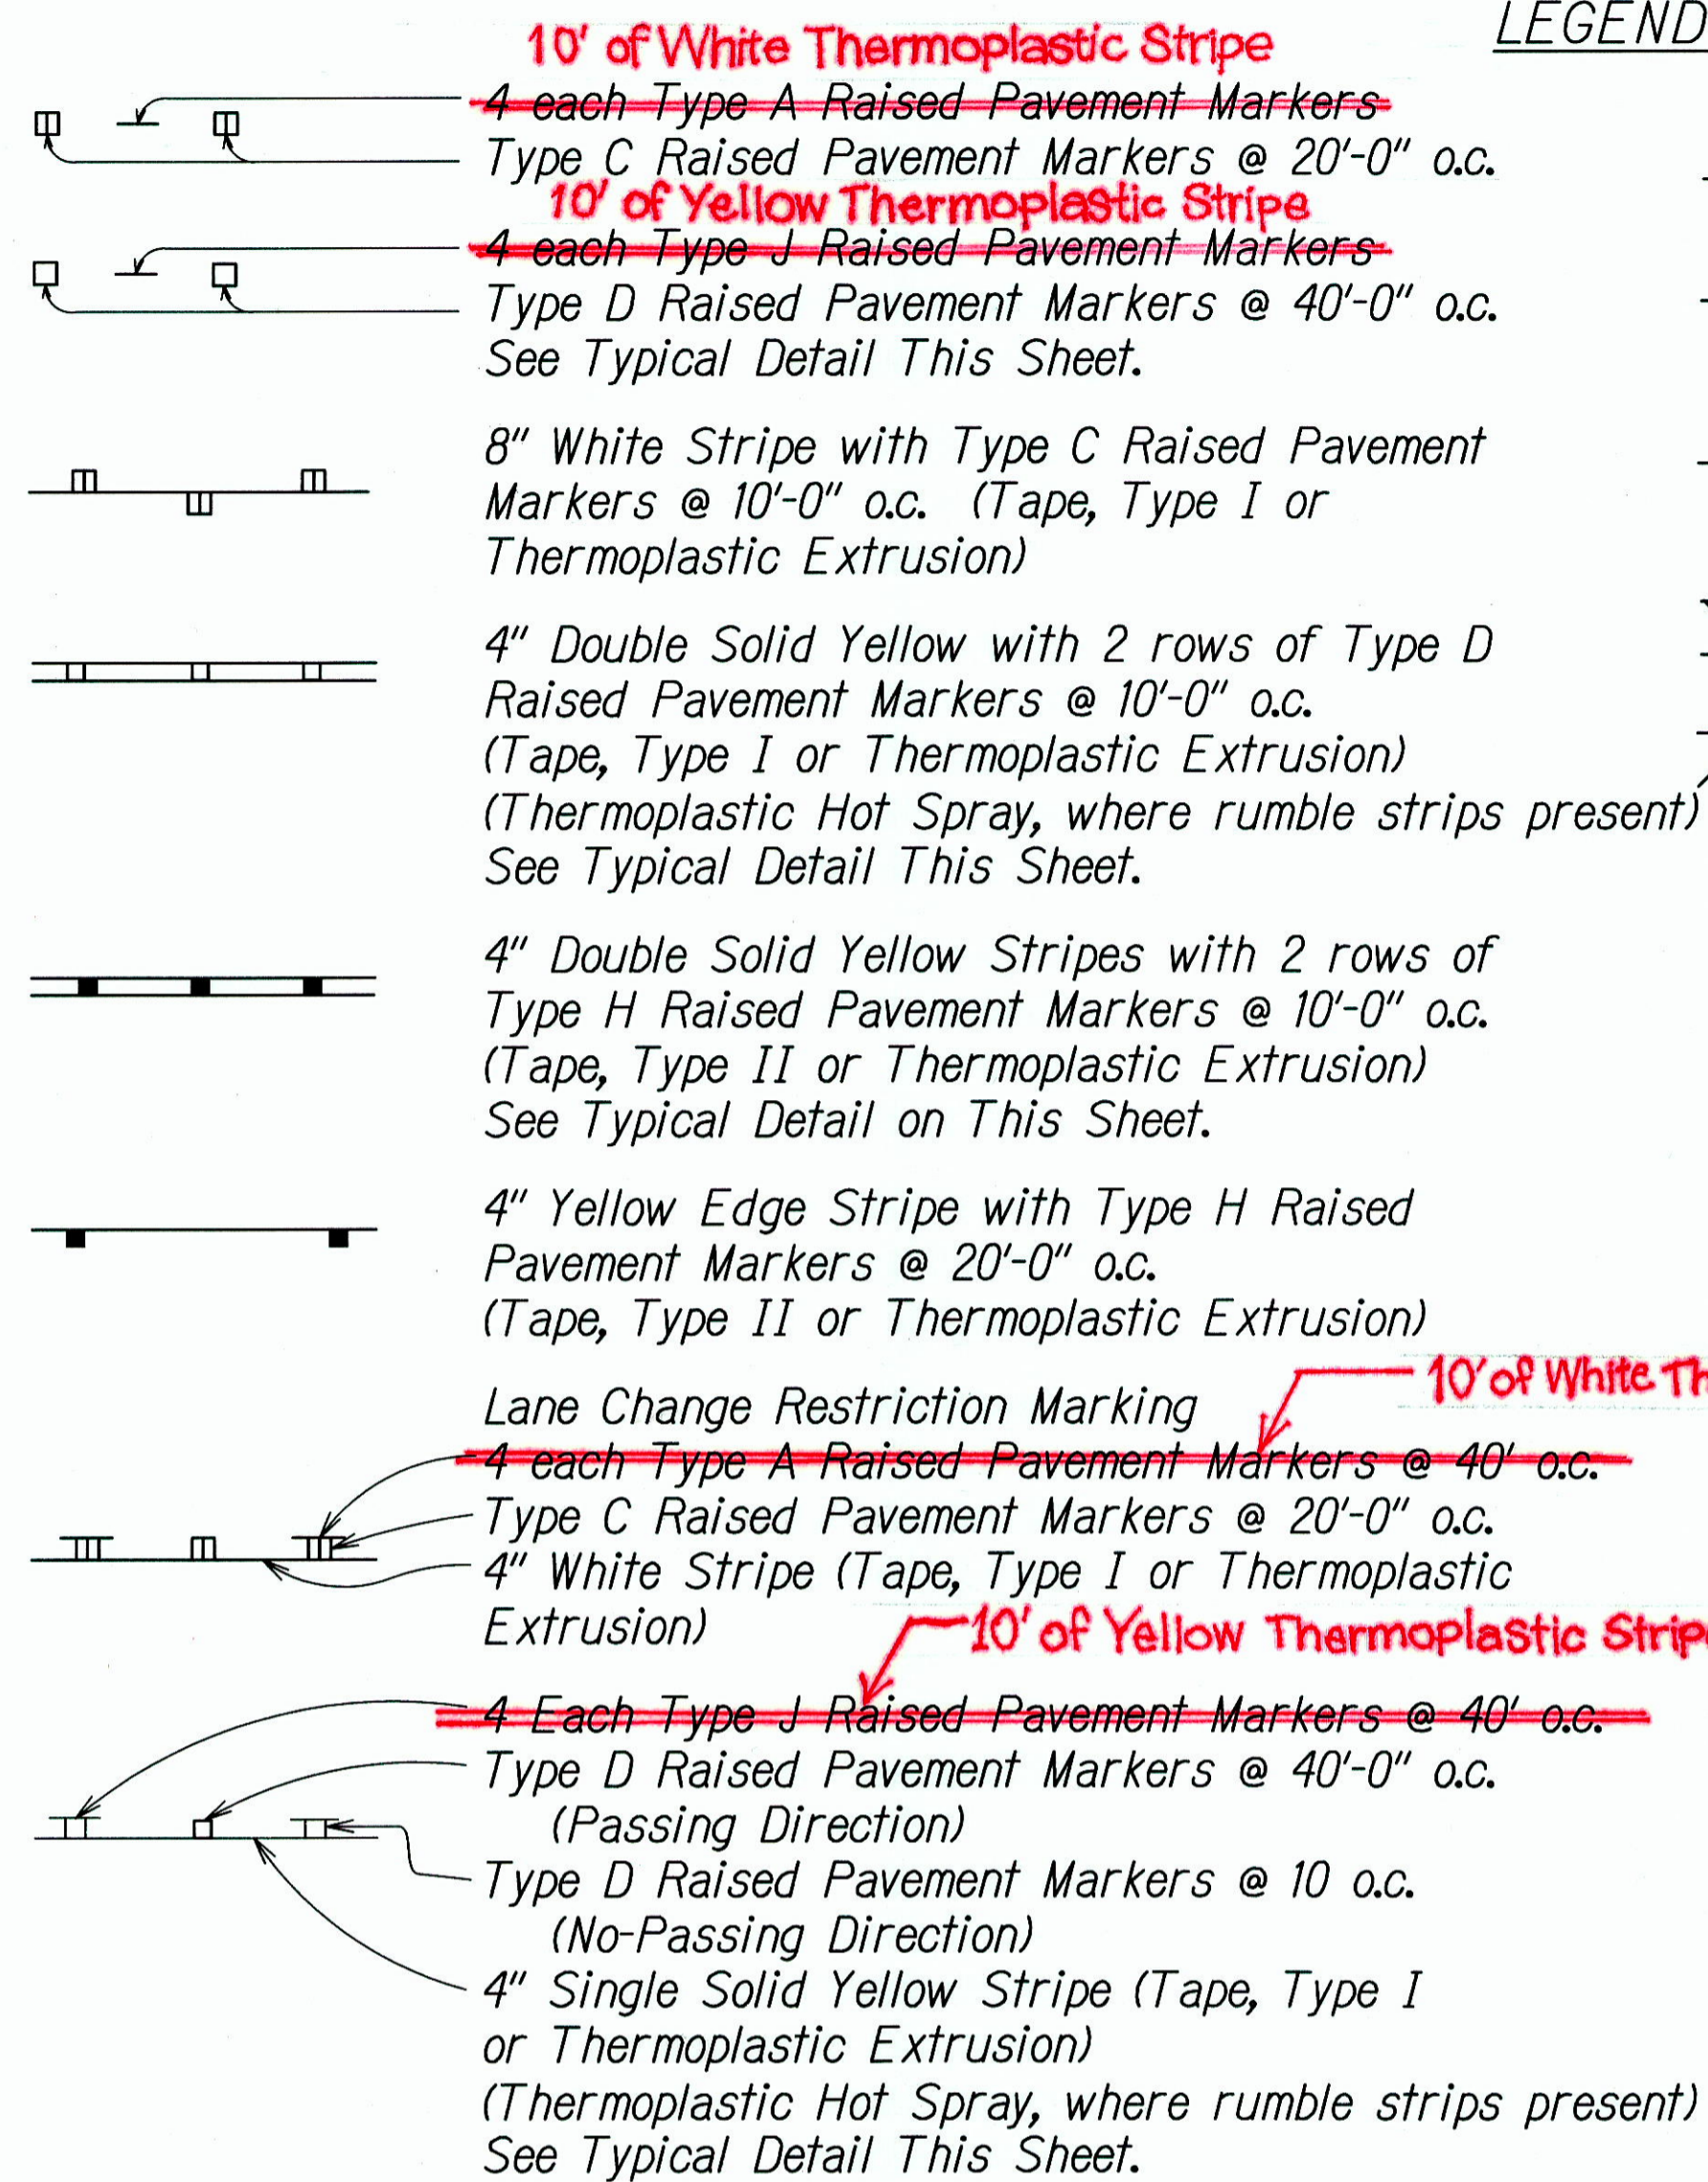 LEGEND
10' of White Thermoplastic Stripe
4 each Type A Raised Pavement Markers
Type C Raised Pavement Markers @ 20'-0" o.c.
10' of Yellow Thermoplastic Stripe
4 each Type J Raised Pavement Markers
Type D Raised Pavement Markers @ 40'-0" o.c.
See Typical Detail This Sheet.
8" White Stripe with Type C Raised Pavement
Markers @ 10'-0" o.c. (Tape, Type I or
Thermoplastic Extrusion)
4" Double Solid Yellow with 2 rows of Type D
Raised Pavement Markers @ 10'-0" o.c.
(Tape, Type I or Thermoplastic Extrusion)
(Thermoplastic Hot Spray, where rumble strips present)
See Typical Detail This Sheet.
4" Double Solid Yellow Stripes with 2 rows of
Type H Raised Pavement Markers @ 10'-0" o.c.
(Tape, Type II or Thermoplastic Extrusion)
See Typical Detail on This Sheet.
4" Yellow Edge Stripe with Type H Raised
Pavement Markers @ 20'-0" o.c.
(Tape, Type II or Thermoplastic Extrusion)
10' of White Th
Lane Change Restriction Marking
4 each Type A Raised Pavement Markers @ 40' o.c.
Type C Raised Pavement Markers @ 20'-0" o.c.
4" White Stripe (Tape, Type I or Thermoplastic
Extrusion)
10' of Yellow Thermoplastic Strip
4 Each Type J Raised Pavement Markers @ 40' o.c.
Type D Raised Pavement Markers @ 40'-0" o.c.
(Passing Direction)
Type D Raised Pavement Markers @ 10 o.c.
(No-Passing Direction)
4" Single Solid Yellow Stripe (Tape, Type I
or Thermoplastic Extrusion)
(Thermoplastic Hot Spray, where rumble strips present)
See Typical Detail This Sheet.